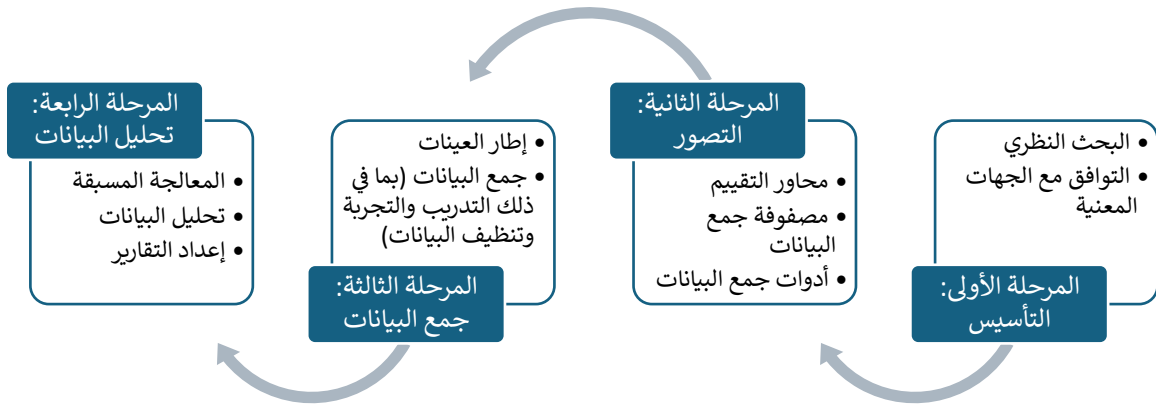 • البحث النظري
• التوافق مع الجهات
المعنية
المرحلة الأولى:
التأسيس
المرحلة الثانية:
التصور
• محاور التقييم
• مصفوفة جمع
البيانات
• أدوات جمع البيانات
• إطار العينات
• جمع البيانات (بما في
ذلك التدريب والتجربة
وتنظيف البيانات)
المرحلة الثالثة:
جمع البيانات
المرحلة الرابعة:
تحليل البيانات
• المعالجة المسبقة
• تحليل البيانات
• إعداد التقارير